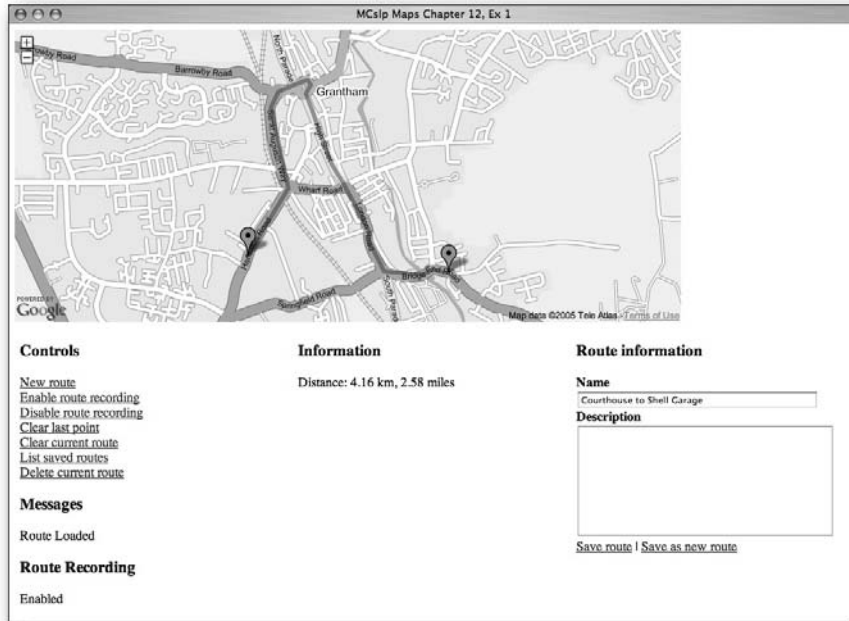 MCslp Maps Chapter 12, Ex 1
+
−
Barrowby Road
North Parade
Grantham
High Street
Wharf Road
London Road
Bridge End Road
Springfield Road
South Parade
POWERED BY
Google
Map data ©2005 Tele Atlas - Terms of Use
Controls
New route
Enable route recording
Disable route recording
Clear last point
Clear current route
List saved routes
Delete current route
Messages
Route Loaded
Route Recording
Enabled
Information
Distance: 4.16 km, 2.58 miles
Route information
Name
Courthouse to Shell Garage
Description
Save route | Save as new route